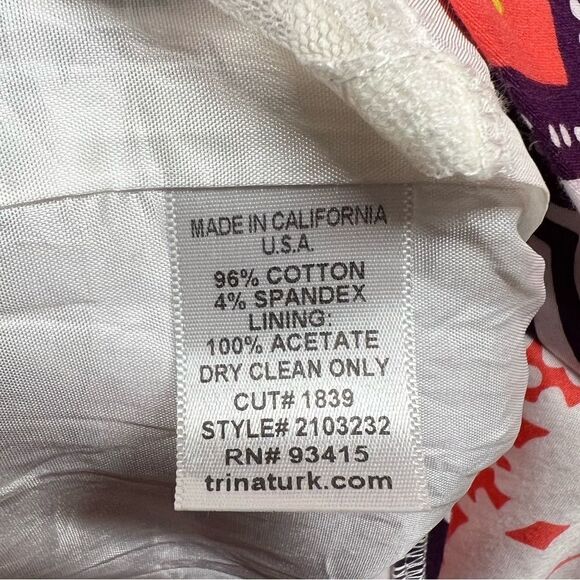 MADE IN CALIFORNIA
U.S.A.
96% COTTON
4% SPANDEX
LINING:
100% ACETATE
DRY CLEAN ONLY
CUT# 1839
STYLE# 2103232
RN# 93415
trinaturk.com